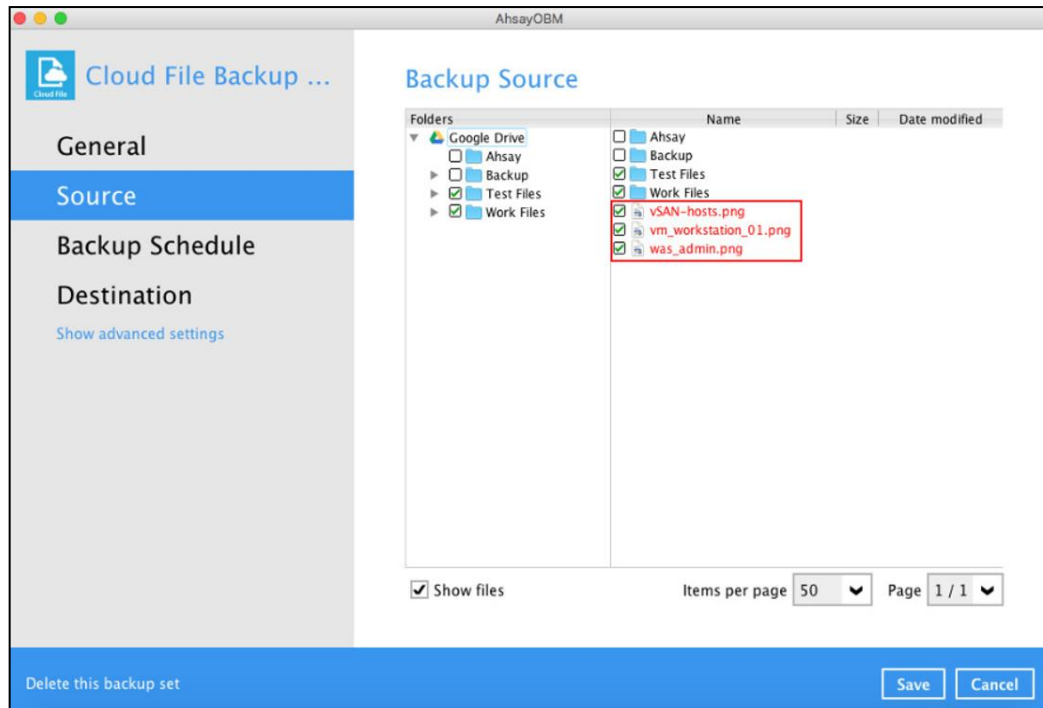 AhsayOBM
Cloud File
Cloud File Backup ...
General
Source
Backup Schedule
Destination
Show advanced settings
Backup Source
Folders
Google Drive
Ahsay
Backup
Test Files
Work Files
Name Size Date modified
Ahsay
Backup
Test Files
Work Files
vSAN-hosts.png
vm_workstation_01.png
was_admin.png
Show files
Items per page 50 Page 1 / 1
Delete this backup set
Save Cancel